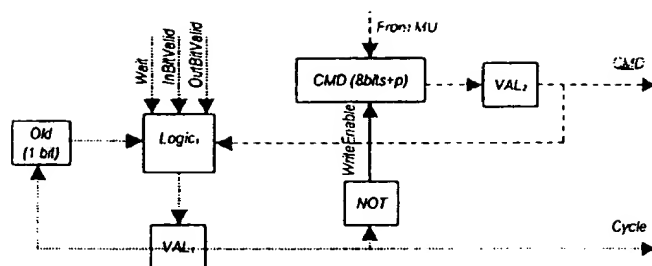 From MU
Wait
InBitValid
OutBitValid
CMD (8bits+p)
VAL₂
CMD
Old
(1 bit)
Logic₁
WriteEnable
NOT
VAL₁
Cycle